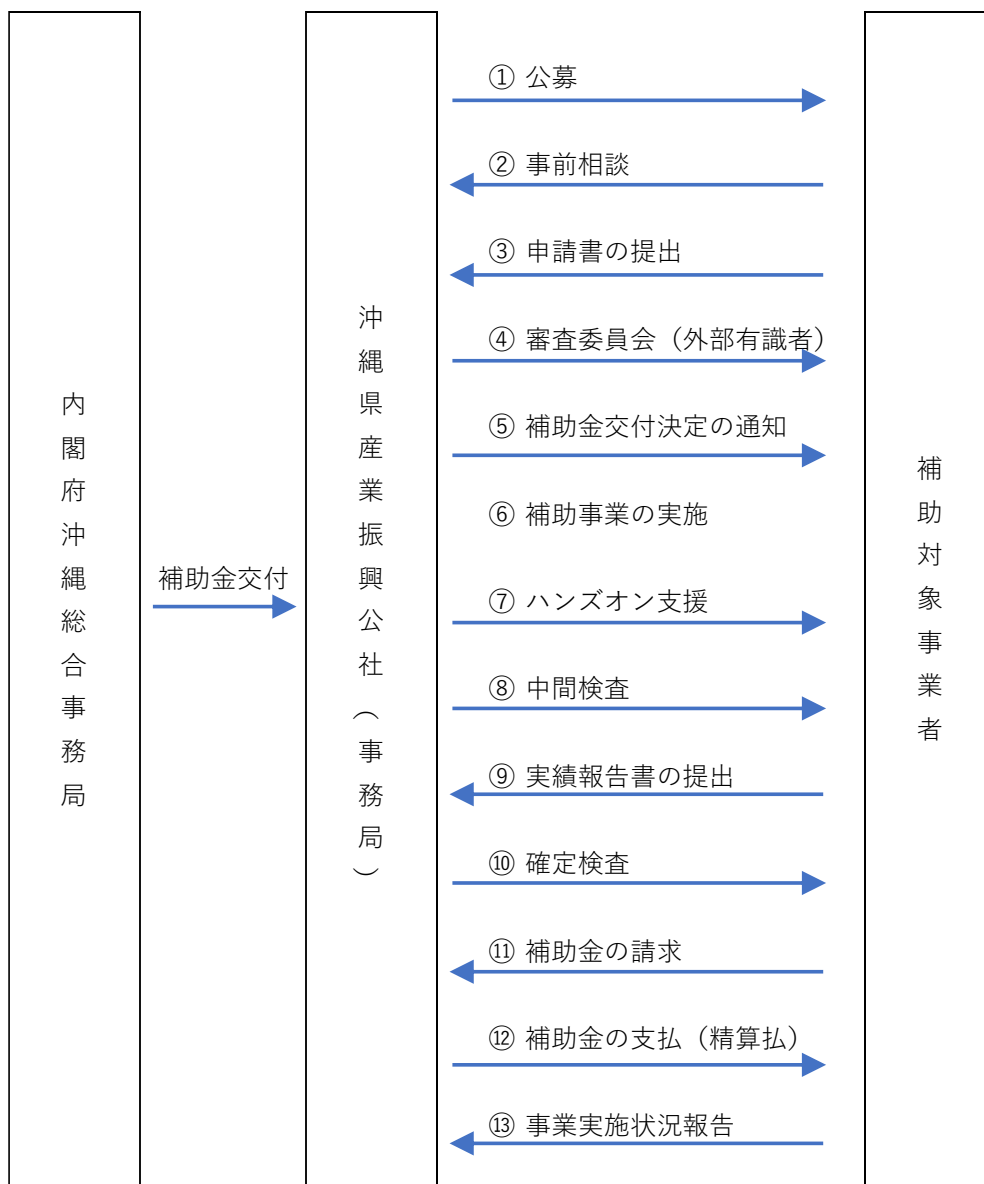 内閣府沖縄総合事務局
補助金交付
沖縄県産業振興公社(事務局)
① 公募
② 事前相談
③ 申請書の提出
④ 審査委員会（外部有識者）
⑤ 補助金交付決定の通知
⑥ 補助事業の実施
⑦ ハンズオン支援
⑧ 中間検査
⑨ 実績報告書の提出
⑩ 確定検査
⑪ 補助金の請求
⑫ 補助金の支払（精算払）
⑬ 事業実施状況報告
補助対象事業者